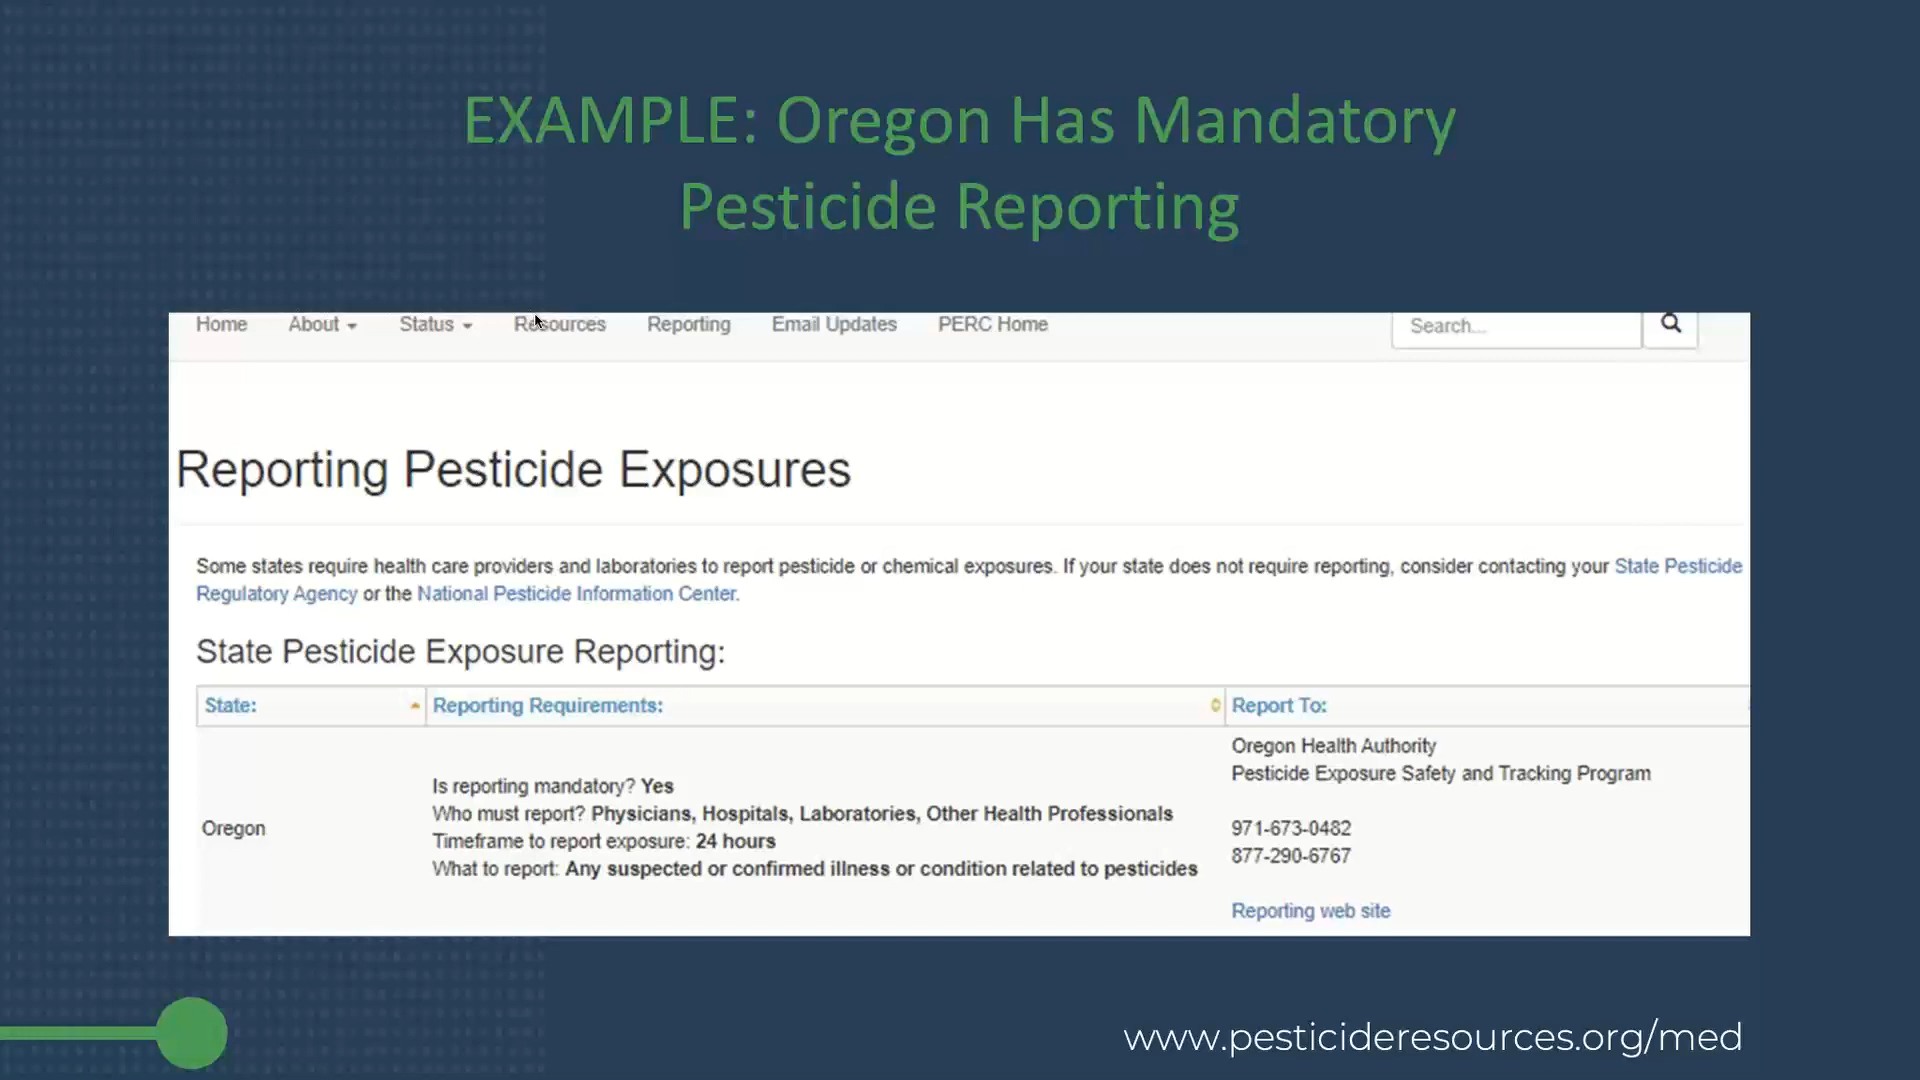 EXAMPLE: Oregon Has Mandatory
Pesticide Reporting
Home About Status Resources Reporting Email Updates PERC Home Search...
Reporting Pesticide Exposures
Some states require health care providers and laboratories to report pesticide or chemical exposures. If your state does not require reporting, consider contacting your State Pesticide
Regulatory Agency or the National Pesticide Information Center.
State Pesticide Exposure Reporting:
State: Reporting Requirements: Report To:
Oregon
Is reporting mandatory? Yes
Who must report? Physicians, Hospitals, Laboratories, Other Health Professionals
Timeframe to report exposure: 24 hours
What to report: Any suspected or confirmed illness or condition related to pesticides
Oregon Health Authority
Pesticide Exposure Safety and Tracking Program
971-673-0482
877-290-6767
Reporting web site
www.pesticideresources.org/med